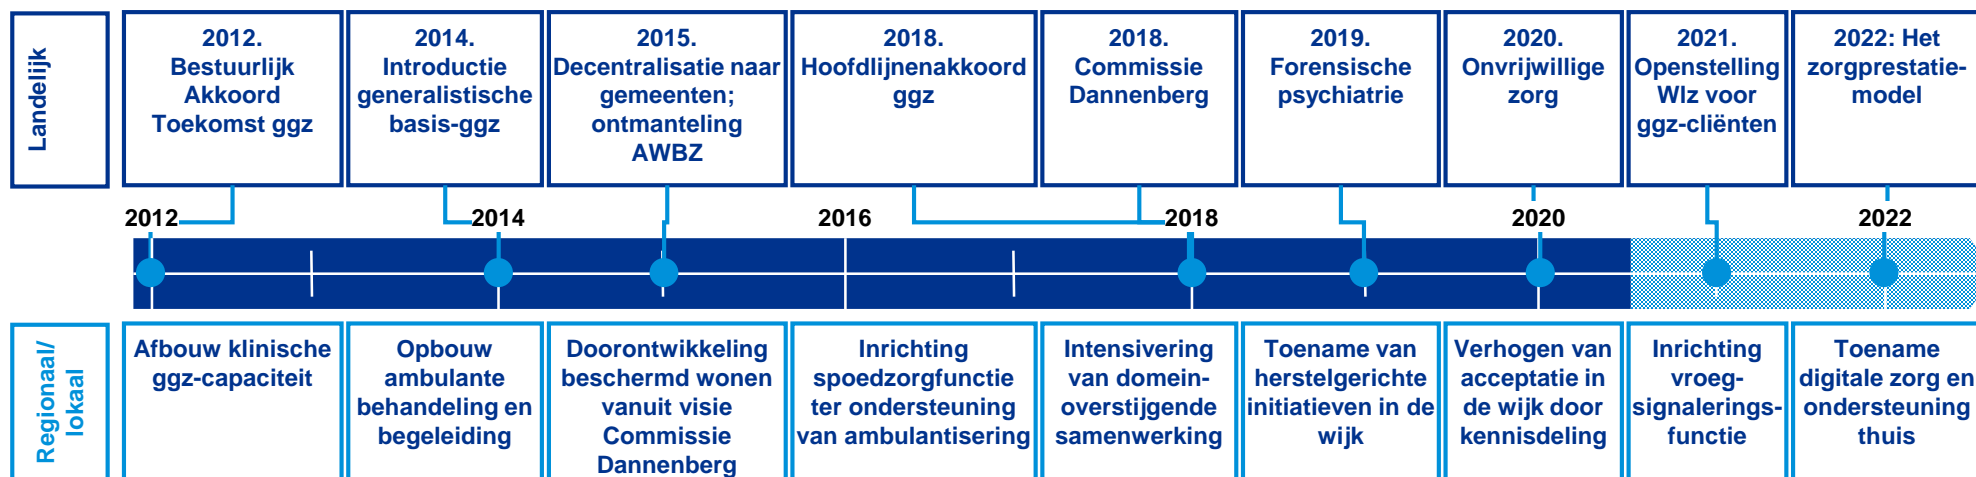 Landelijk
2012.
Bestuurlijk
Akkoord
Toekomst ggz
2014.
Introductie
generalistische
basis-ggz
2015.
Decentralisatie naar
gemeenten;
ontmanteling
AWBZ
2018.
Hoofdlijnenakkoord
ggz
2018.
Commissie
Dannenberg
2019.
Forensische
psychiatrie
2020.
Onvrijwillige
zorg
2021.
Openstelling
Wlz voor
ggz-cliënten
2022: Het
zorgprestatie-
model
2012
2014
2016
2018
2020
2022
Regionaal/
lokaal
Afbouw klinische
ggz-capaciteit
Opbouw
ambulante
behandeling en
begeleiding
Doorontwikkeling
beschermd wonen
vanuit visie
Commissie
Dannenberg
Inrichting
spoedzorgfunctie
ter ondersteuning
van ambulantisering
Intensivering
van domein-
overstijgende
samenwerking
Toename van
herstelgerichte
initiatieven in de
wijk
Verhogen van
acceptatie in
de wijk door
kennisdeling
Inrichting
vroeg-
signalerings-
functie
Toename
digitale zorg en
ondersteuning
thuis